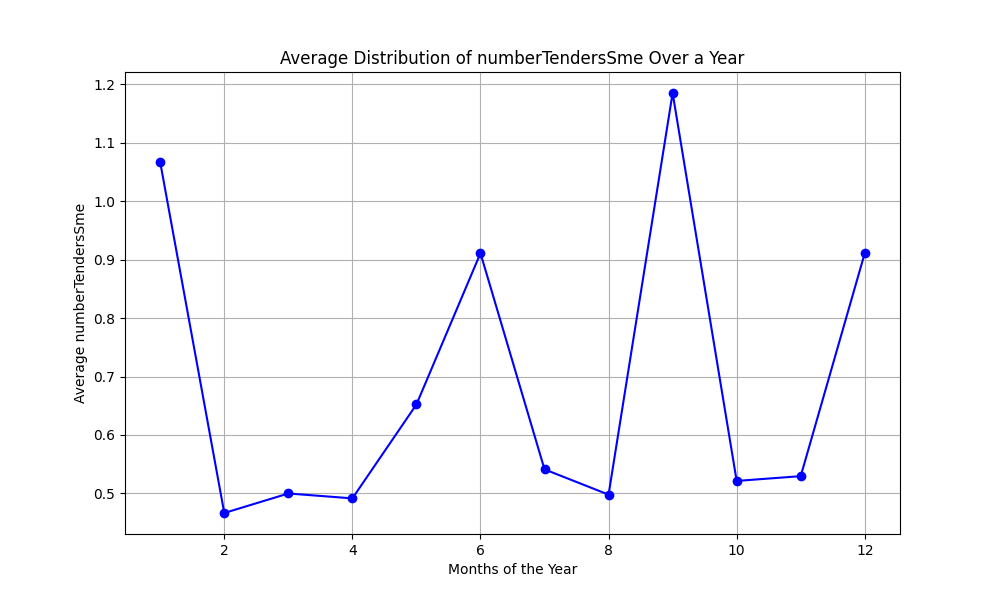 Average Distribution of numberTendersSme Over a Year
1.2
1.1
1.0
0.9
0.8
0.7
0.6
0.5
Average numberTendersSme
2 4 6 8 10 12
Months of the Year